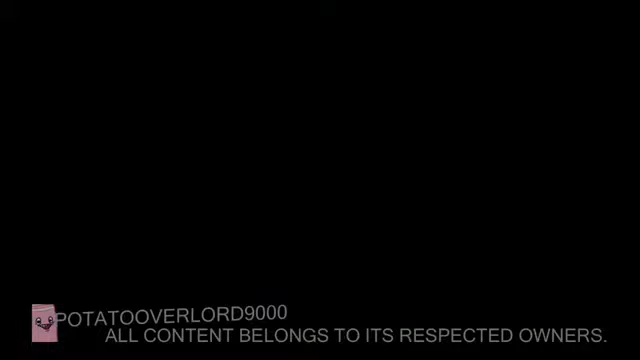 POTATOOVERLORD9000
ALL CONTENT BELONGS TO ITS RESPECTED OWNERS.